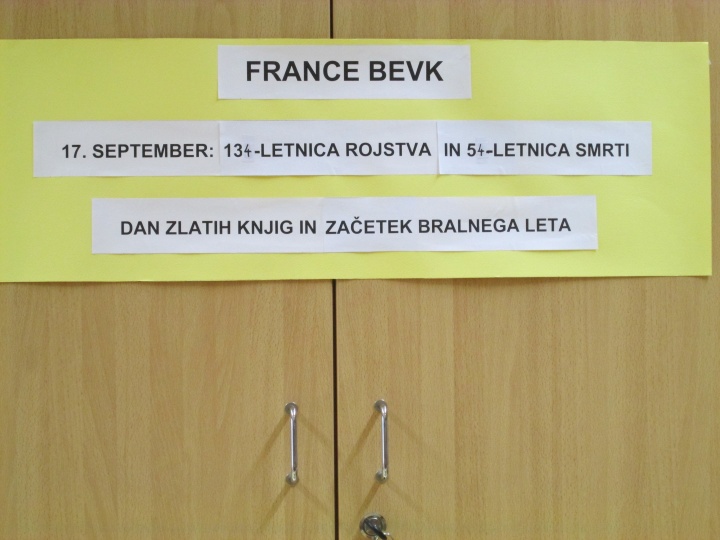 FRANCE BEVK
17. SEPTEMBER: 134-LETNICA ROJSTVA IN 54-LETNICA SMRTI
DAN ZLATIH KNJIG IN ZAČETEK BRALNEGA LETA